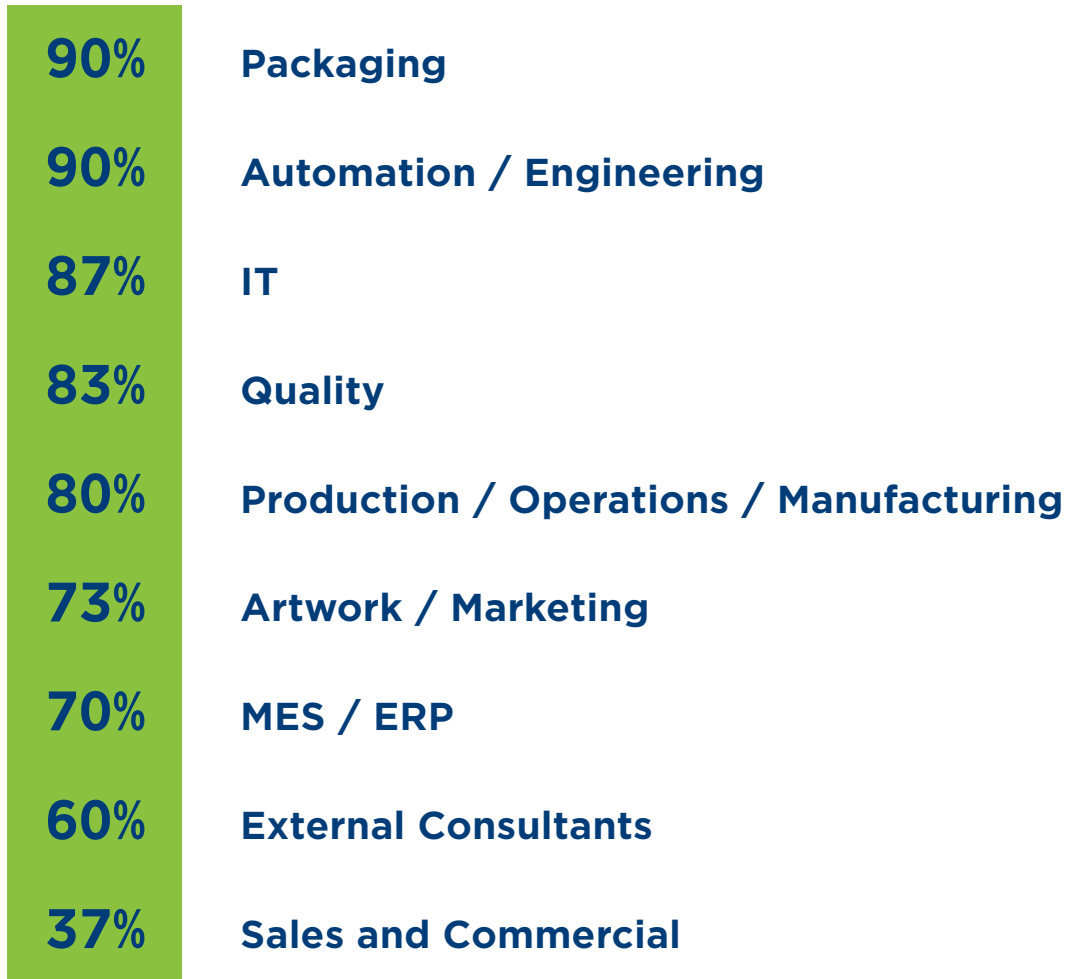 90% Packaging
90% Automation / Engineering
87% IT
83% Quality
80% Production / Operations / Manufacturing
73% Artwork / Marketing
70% MES / ERP
60% External Consultants
37% Sales and Commercial